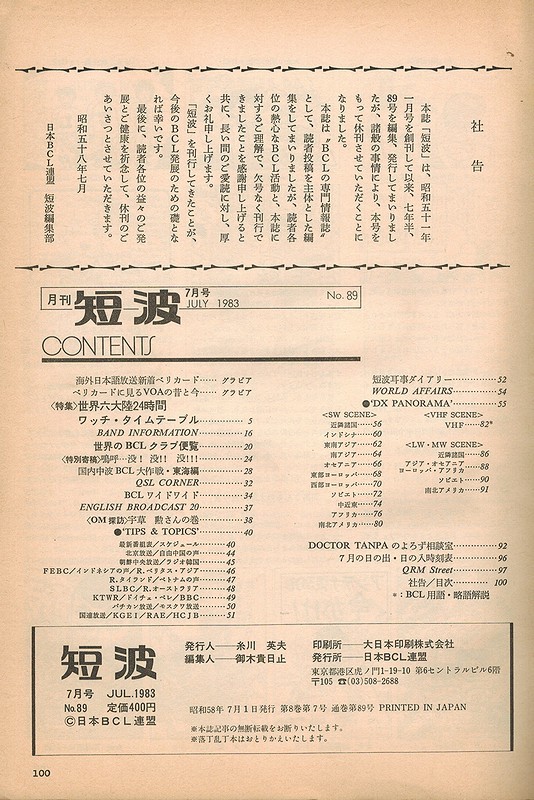 社告
本誌「短波」は、昭和五十一年
一月号を創刊して以来、七年半、
89号を編集、発行してまいりまし
たが、諸般の事情により、本号を
もって休刊させていただくことに
なりました。
本誌は〝BCLの専門情報誌〟
として、読者投稿を主体とした編
集をしてまいりましたが、読者各
位の熱心なBCL活動と、本誌に
対するご理解で、欠号なく刊行で
きましたことを感謝申し上げると
共に、長い間のご愛読に対し、厚
くお礼申し上げます。
「短波」を刊行してきたことが、
今後のBCL発展のための礎とな
れば幸いです。
最後に、読者各位の益々のご発
展とご健康を祈念して、休刊のご
あいさつとさせていただきます。
昭和五十八年七月
日本BCL連盟 短波編集部
月刊 短波 7月号 JULY 1983 No.89
CONTENTS
海外日本語放送新着ベリカード…… グラビア
ベリカードに見るVOAの昔と今… グラビア
〈特集〉世界六大陸24時間
ワッチ・タイムテーブル…… 5
BAND INFORMATION…… 16
世界のBCLクラブ便覧…… 20
〈特別寄稿〉嗚呼…没! 没!! 没!!!…… 24
国内中波BCL大作戦・東海編…… 28
QSL CORNER…… 32
BCLワイドワイド…… 34
ENGLISH BROADCAST 20…… 37
〈OM探訪〉宇草 勲さんの巻…… 38
●'TIPS & TOPICS'…… 40
最新番組表/スケジュール…… 40
北京放送/自由中国の声…… 44
朝鮮中央放送/ラジオ韓国…… 45
FEBC/インドネシアの声/R.ベリタス・アジア…… 46
R.タイランド/ベトナムの声…… 47
SLBC/R.オーストラリア…… 48
KTWR/ドイチェ・ベレ/BBC…… 49
バチカン放送/モスクワ放送…… 50
国連放送/KGEI/RAE/HCJB…… 51
短波耳事ダイアリー…… 52
WORLD AFFAIRS…… 54
●'DX PANORAMA'…… 55
<SW SCENE>
近隣諸国…… 56
インドシナ…… 60
東南アジア…… 62
南アジア…… 64
オセアニア…… 66
東部ヨーロッパ…… 68
西部ヨーロッパ…… 70
ソビエト…… 72
中近東…… 74
アフリカ…… 76
南北アメリカ…… 80
<VHF SCENE>
VHF…… 82*
<LW・MW SCENE>
近隣諸国…… 86
アジア・オセアニア
ヨーロッパ・アフリカ…… 88
ソビエト…… 90
南北アメリカ…… 91
DOCTOR TANPAのよろず相談室…… 92
7月の日の出・日の入時刻表…… 96
QRM Street…… 97
社告/目次…… 100
*:BCL用語・略語解説
短波
7月号 JUL.1983
No.89 定価400円
©日本BCL連盟
発行人——糸川 英夫
編集人——御木貴日止
印刷所——大日本印刷株式会社
発行所——日本BCL連盟
東京都港区虎ノ門1-19-10 第6セントラルビル6階
〒105 ☎(03)508-2688
昭和58年7月1日発行 第8巻第7号 通巻第89号 PRINTED IN JAPAN
※本誌記事の無断転載をお断りいたします。
※落丁乱丁本はおとりかえいたします。
100